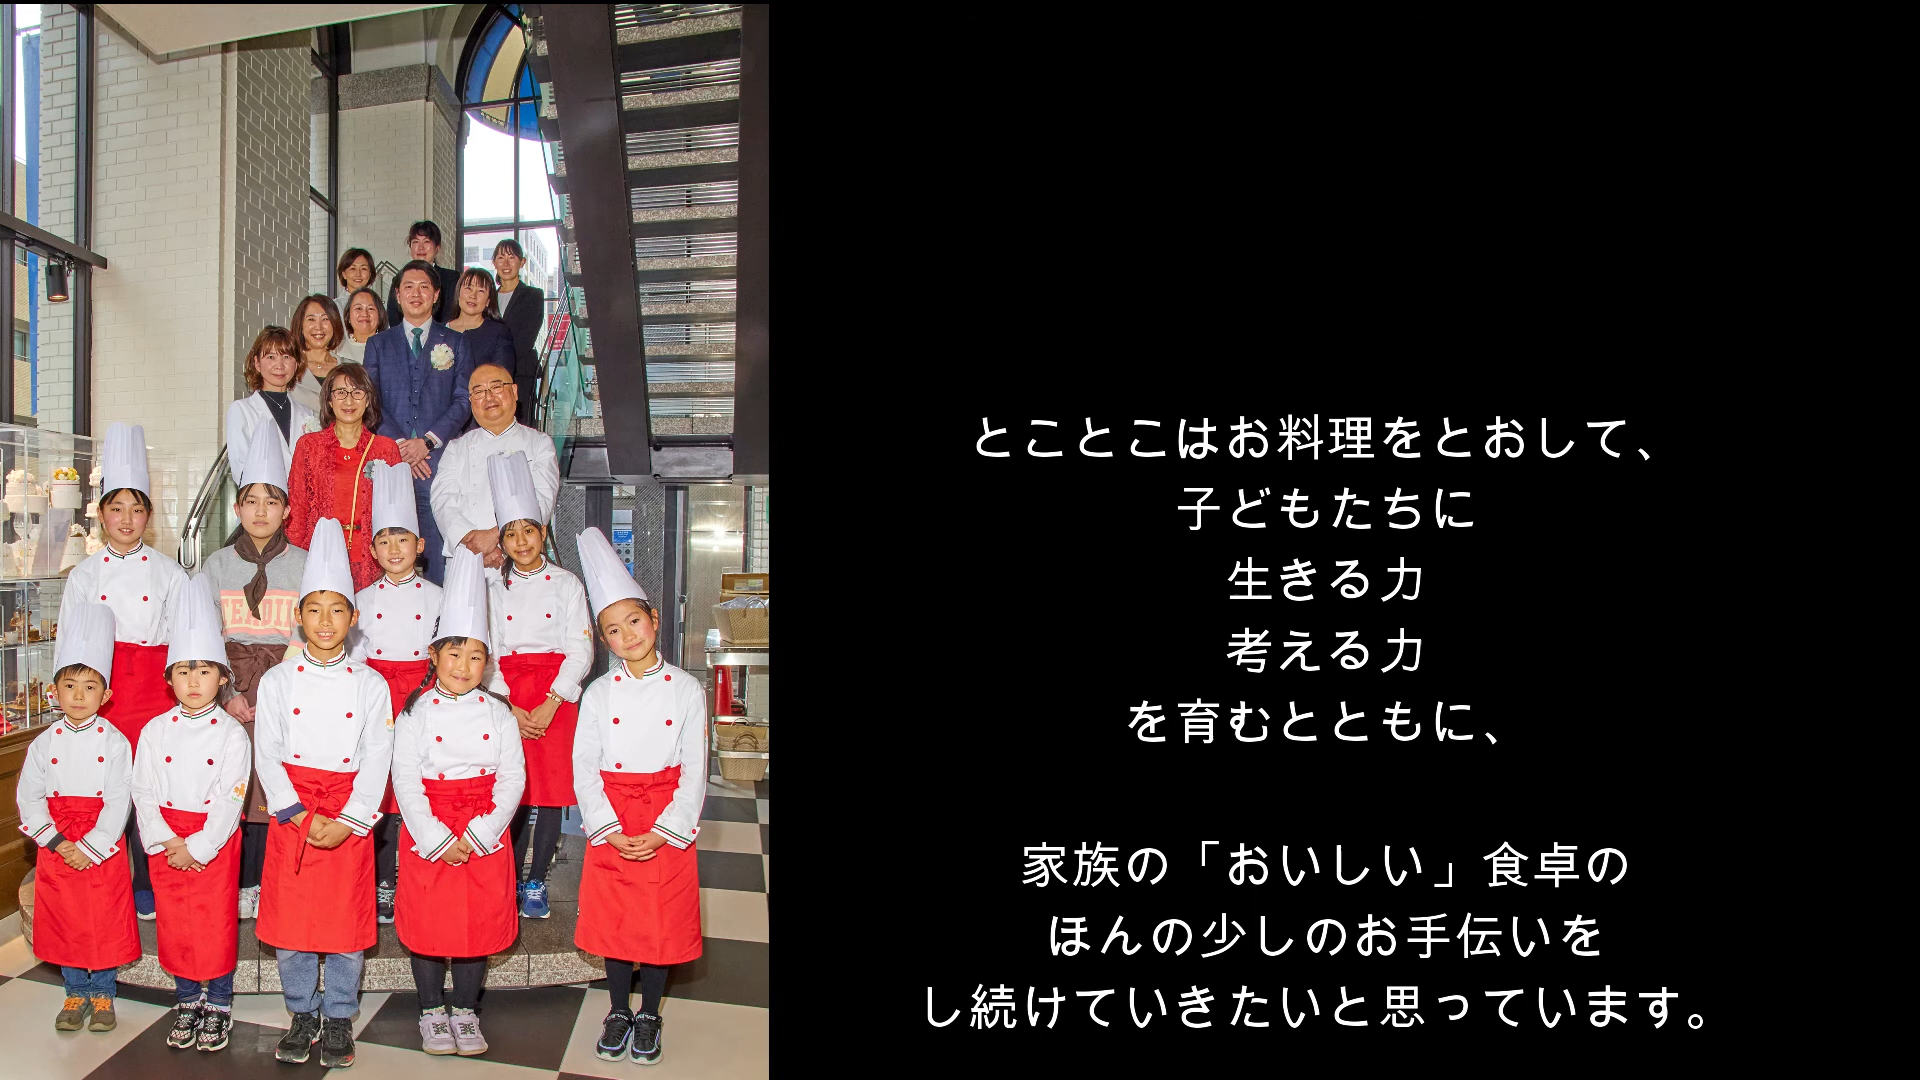 とことこはお料理をとおして、
子どもたちに
生きる力
考える力
を育むとともに、
家族の「おいしい」食卓の
ほんの少しのお手伝いを
し続けていきたいと思っています。